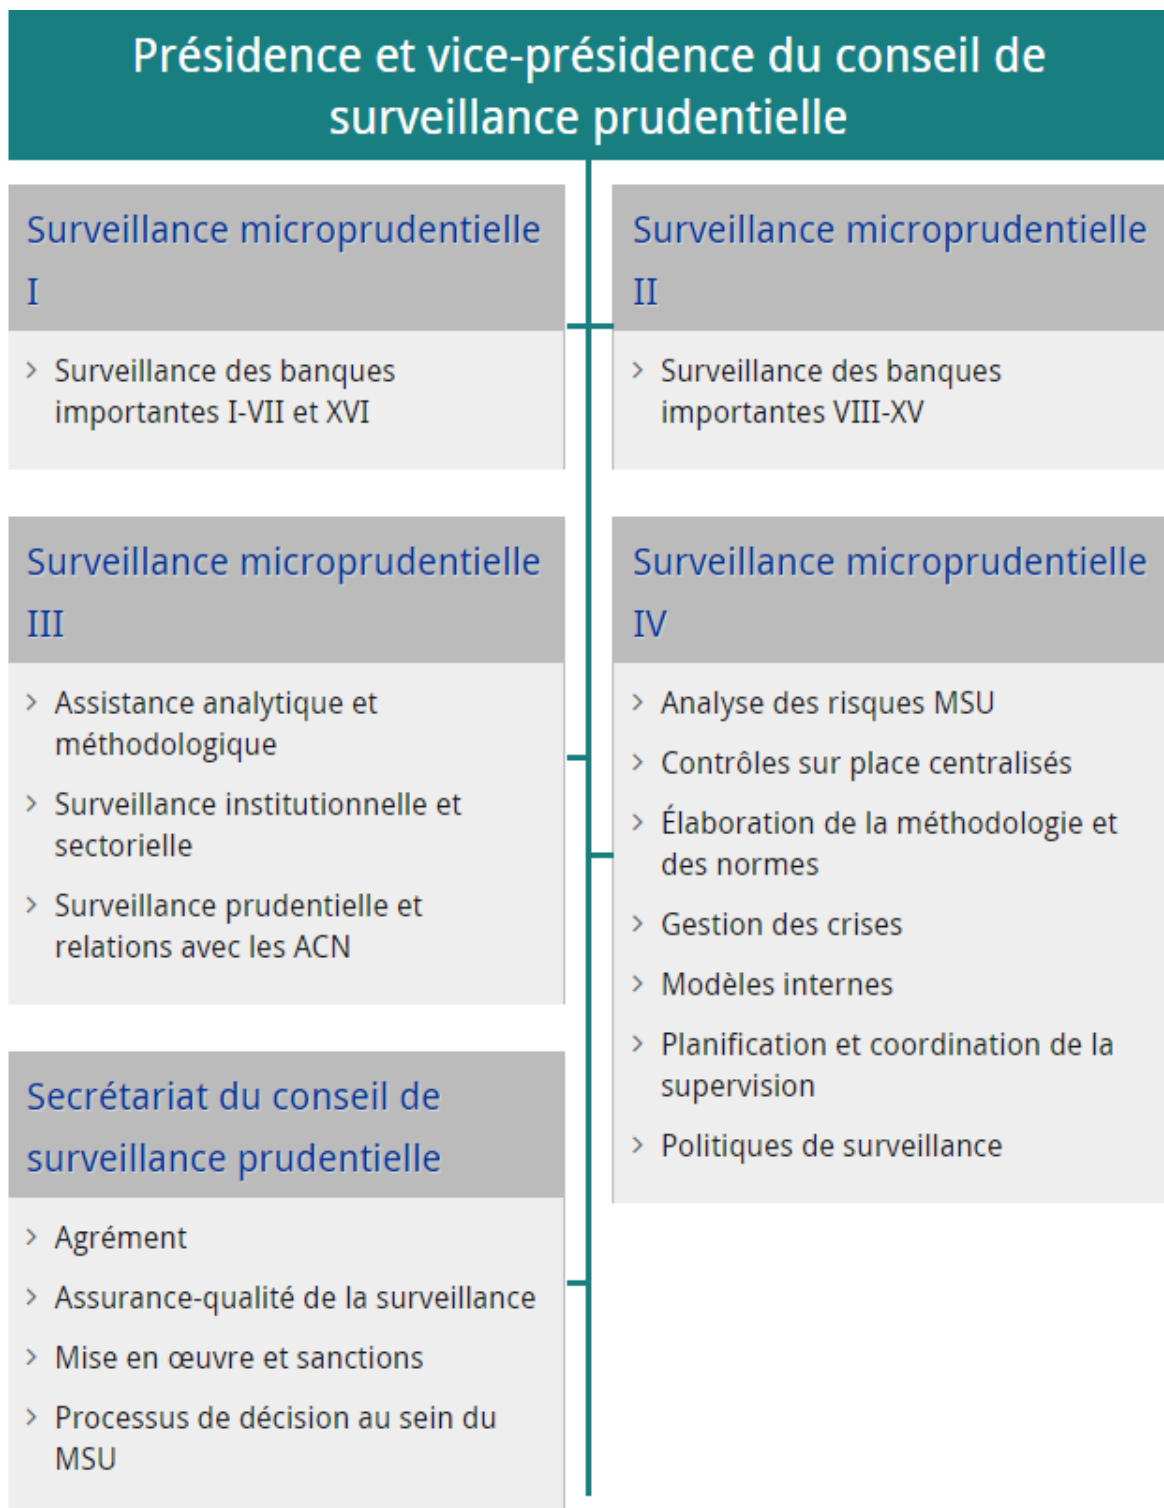 Présidence et vice-présidence du conseil de
surveillance prudentielle
Surveillance microprudentielle
I
Surveillance des banques
importantes I-VII et XVI
Surveillance microprudentielle
II
Surveillance des banques
importantes VIII-XV
Surveillance microprudentielle
III
Assistance analytique et
méthodologique
Surveillance institutionnelle et
sectorielle
Surveillance prudentielle et
relations avec les ACN
Surveillance microprudentielle
IV
Analyse des risques MSU
Contrôles sur place centralisés
Élaboration de la méthodologie et
des normes
Gestion des crises
Modèles internes
Planification et coordination de la
supervision
Politiques de surveillance
Secrétariat du conseil de
surveillance prudentielle
Agrément
Assurance-qualité de la surveillance
Mise en œuvre et sanctions
Processus de décision au sein du
MSU